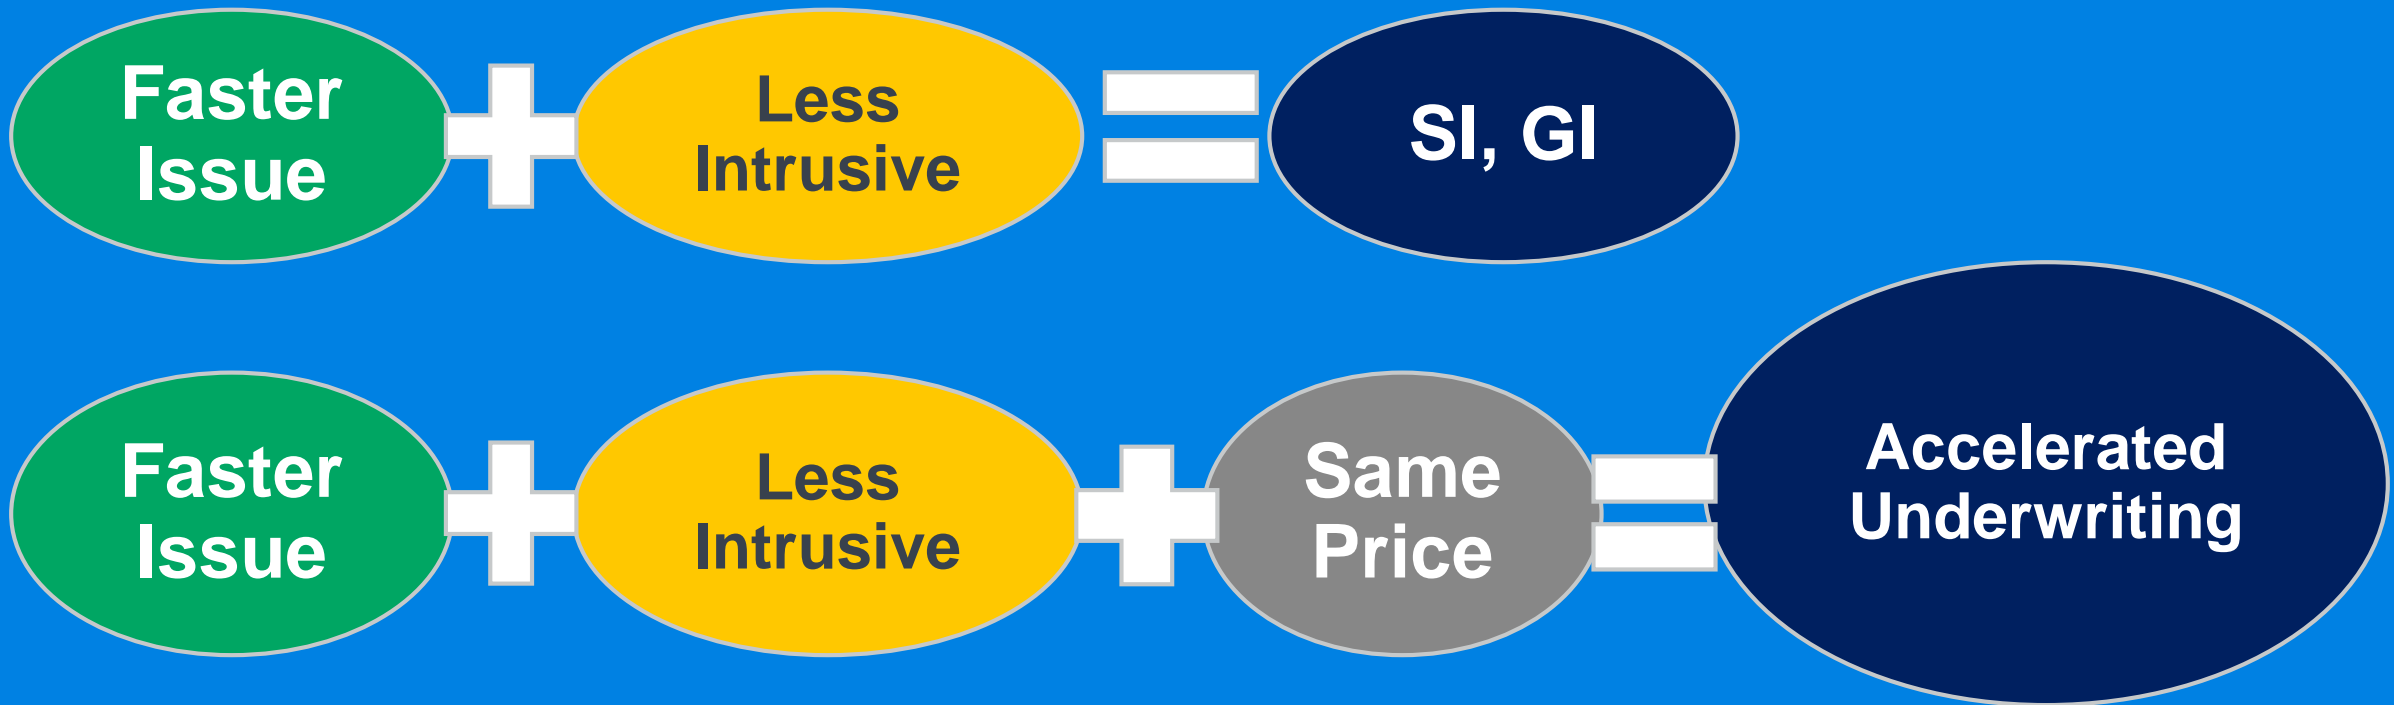 Faster
Issue
Less
Intrusive
SI, GI
Faster
Issue
Less
Intrusive
Same
Price
Accelerated
Underwriting